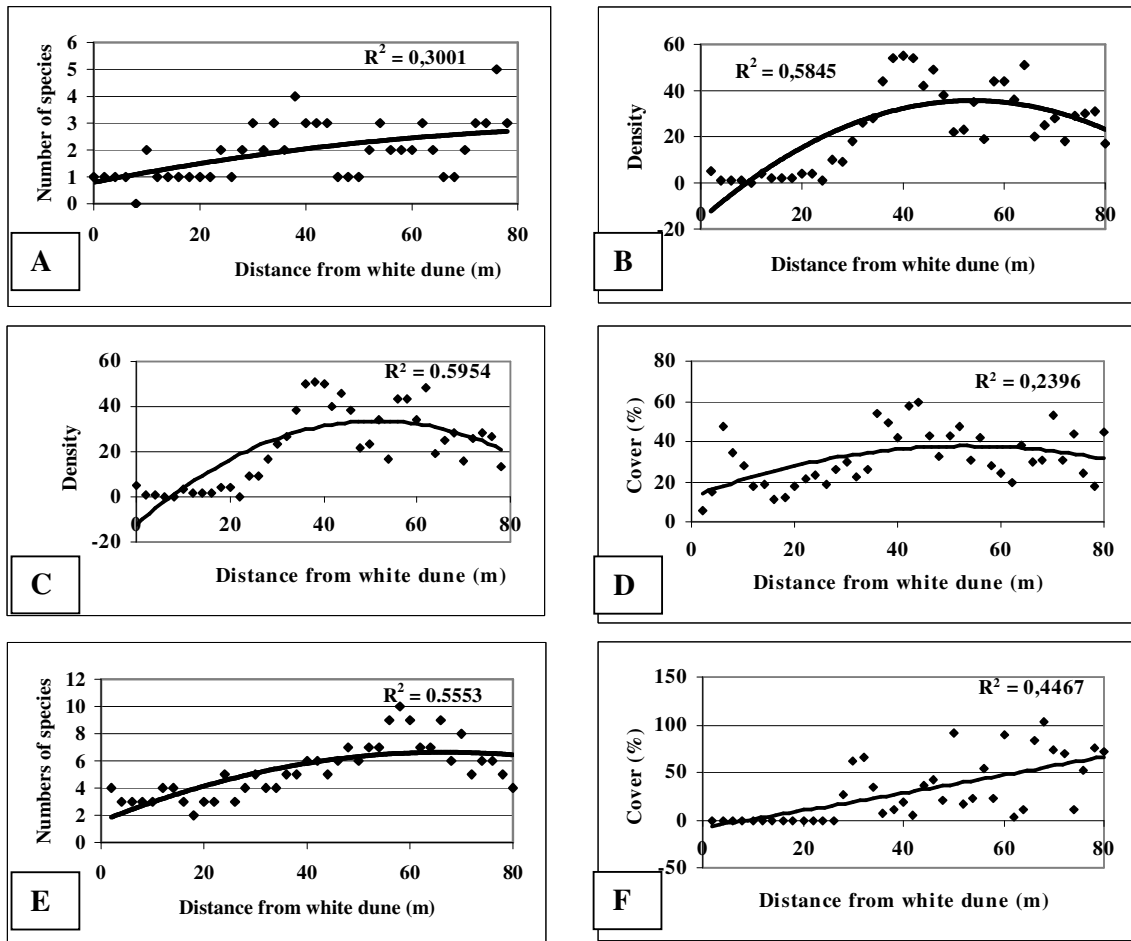 6
5
4
3
2
1
0
Number of species
R² = 0,3001
0 20 40 60 80
Distance from white dune (m)
A
60
40
20
0
-20
Density
R² = 0,5845
0 20 40 60 80
Distance from white dune (m)
B
60
40
20
0
-20
Density
R² = 0.5954
0 20 40 60 80
Distance from white dune (m)
C
80
60
40
20
0
Cover (%)
R² = 0,2396
0 20 40 60 80
Distance from white dune (m)
D
12
10
8
6
4
2
0
Numbers of species
R² = 0.5553
0 20 40 60 80
Distance from white dune (m)
E
150
100
50
0
-50
Cover (%)
R² = 0,4467
0 20 40 60 80
Distance from white dune (m)
F